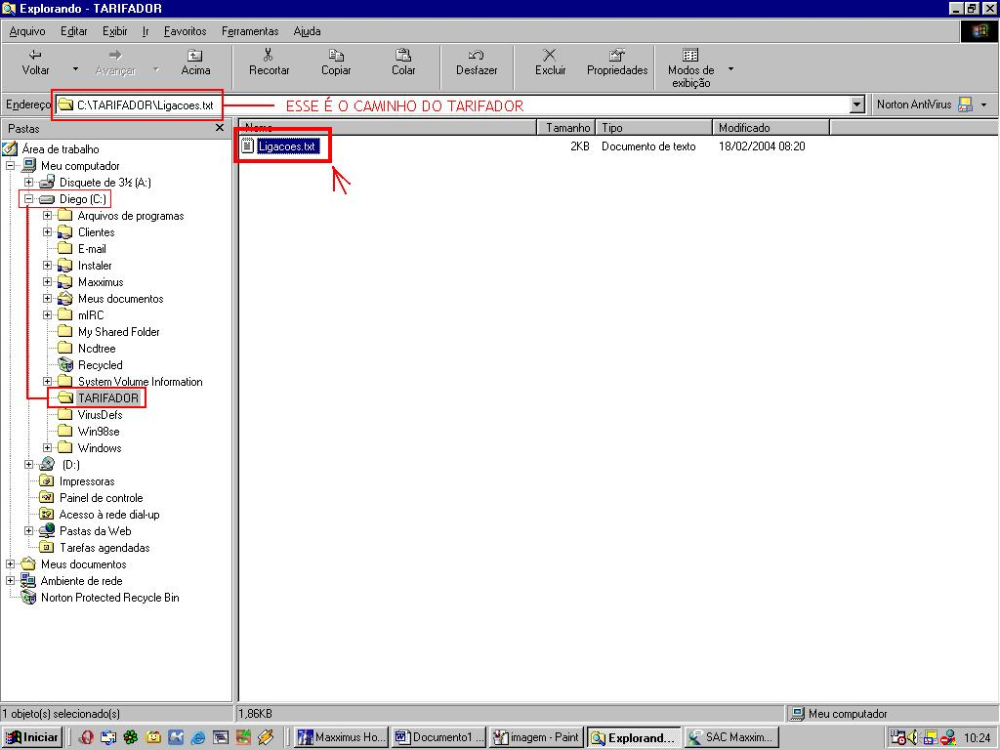 Explorando - TARIFADOR
Arquivo Editar Exibir Ir Favoritos Ferramentas Ajuda
Voltar Avançar Acima Recortar Copiar Colar Desfazer Excluir Propriedades Modos de
exibição
Endereço C:\TARIFADOR\Ligacoes.txt ESSE É O CAMINHO DO TARIFADOR Norton AntiVirus
Pastas
Nome Tamanho Tipo Modificado
Ligacoes.txt 2KB Documento de texto 18/02/2004 08:20
Área de trabalho
Meu computador
Disquete de 3½ (A:)
Diego (C:)
Arquivos de programas
Clientes
E-mail
Instaler
Maxximus
Meus documentos
mIRC
My Shared Folder
Ncdtree
Recycled
System Volume Information
TARIFADOR
VirusDefs
Win98se
Windows
(D:)
Impressoras
Painel de controle
Acesso à rede dial-up
Pastas da Web
Tarefas agendadas
Meus documentos
Ambiente de rede
Norton Protected Recycle Bin
1 objeto(s) selecionado(s) 1,86KB Meu computador
Iniciar Maxximus Ho... Documento1 ... imagem - Paint Explorand... SAC Maxxim... 10:24